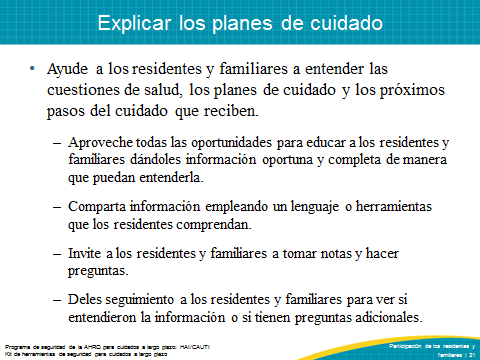 Explicar los planes de cuidado
• Ayude a los residentes y familiares a entender las
cuestiones de salud, los planes de cuidado y los próximos
pasos del cuidado que reciben.
– Aproveche todas las oportunidades para educar a los residentes y
familiares dándoles información oportuna y completa de manera
que puedan entenderla.
– Comparta información empleando un lenguaje o herramientas
que los residentes comprendan.
– Invite a los residentes y familiares a tomar notas y hacer
preguntas.
– Deles seguimiento a los residentes y familiares para ver si
entendieron la información o si tienen preguntas adicionales.
Programa de seguridad de la AHRQ para cuidados a largo plazo: HAI/CAUTI
Kit de herramientas de seguridad para cuidados a largo plazo
Participación de los residentes y
familiares | 21